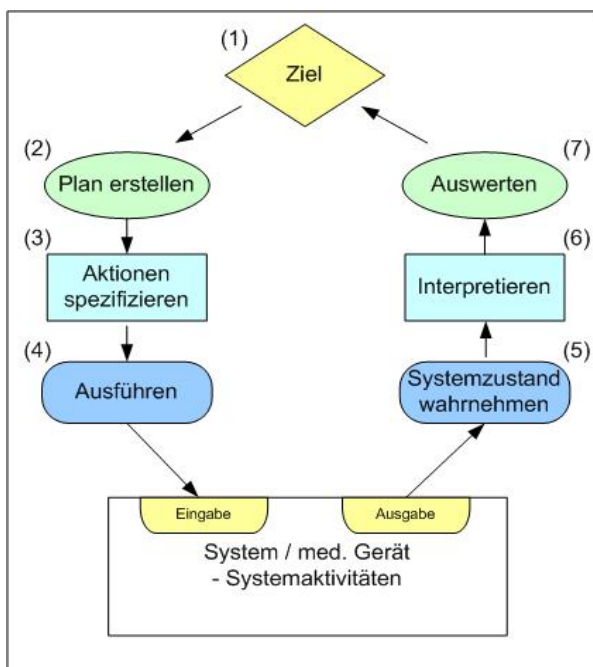 (1)
Ziel
(2)
Plan erstellen
(3)
Aktionen
spezifizieren
(4)
Ausführen
(7)
Auswerten
(6)
Interpretieren
(5)
Systemzustand
wahrnehmen
Eingabe
Ausgabe
System / med. Gerät
- Systemaktivitäten